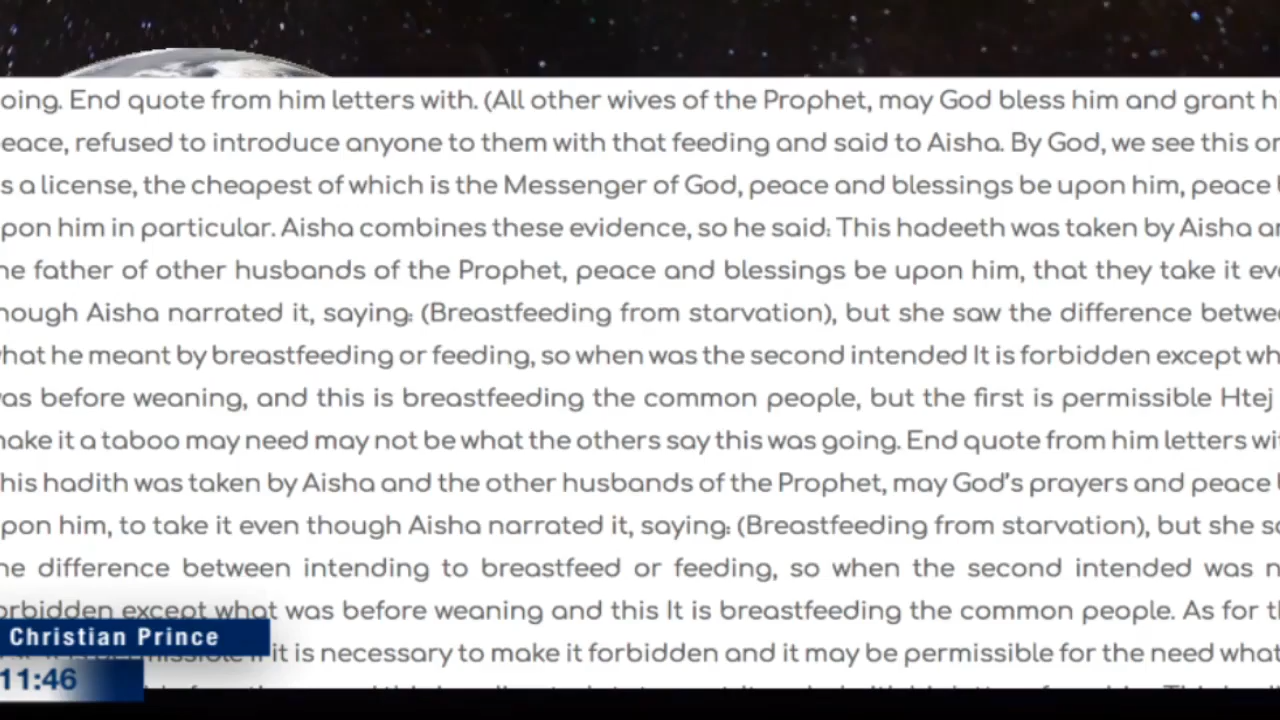 oing. End quote from him letters with. (All other wives of the Prophet, may God bless him and grant hi
eace, refused to introduce anyone to them with that feeding and said to Aisha. By God, we see this on
s a license, the cheapest of which is the Messenger of God, peace and blessings be upon him, peace
pon him in particular. Aisha combines these evidence, so he said: This hadeeth was taken by Aisha an
he father of other husbands of the Prophet, peace and blessings be upon him, that they take it eve
hough Aisha narrated it, saying: (Breastfeeding from starvation), but she saw the difference betwee
what he meant by breastfeeding or feeding, so when was the second intended It is forbidden except wh
was before weaning, and this is breastfeeding the common people, but the first is permissible Htej
make it a taboo may need may not be what the others say this was going. End quote from him letters wit
his hadith was taken by Aisha and the other husbands of the Prophet, may God's prayers and peace
pon him, to take it even though Aisha narrated it, saying: (Breastfeeding from starvation), but she sa
he difference between intending to breastfeed or feeding, so when the second intended was n
orbidden except what was before weaning and this It is breastfeeding the common people. As for th
Christian Prince
it is necessary to make it forbidden and it may be permissible for the need what
11:46